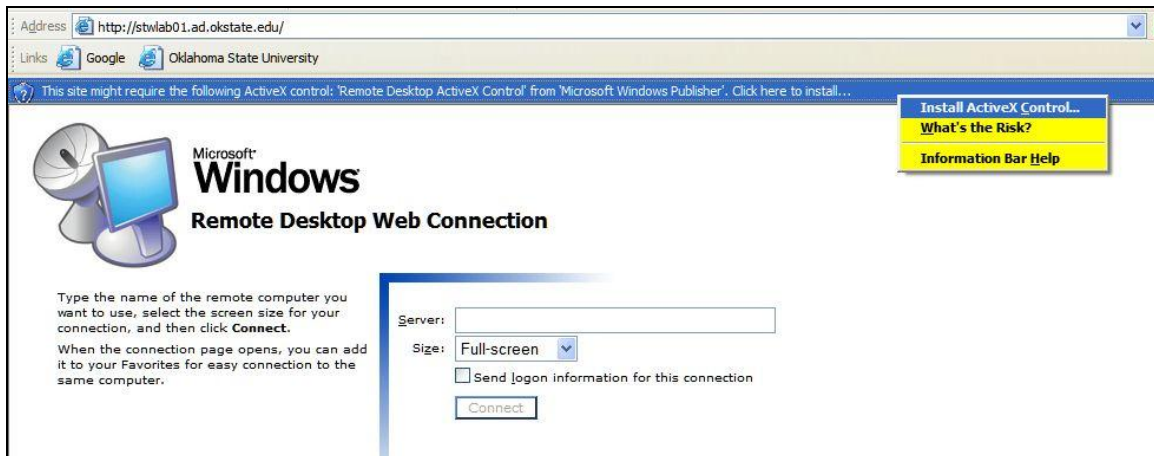 Address http://stwlab01.ad.okstate.edu/
Links Google Oklahoma State University
This site might require the following ActiveX control: 'Remote Desktop ActiveX Control' from 'Microsoft Windows Publisher'. Click here to install...
Install ActiveX Control...
What's the Risk?
Information Bar Help
Microsoft
Windows
Remote Desktop Web Connection
Type the name of the remote computer you
want to use, select the screen size for your
connection, and then click Connect.
When the connection page opens, you can add
it to your Favorites for easy connection to the
same computer.
Server:
Size: Full-screen
Send logon information for this connection
Connect